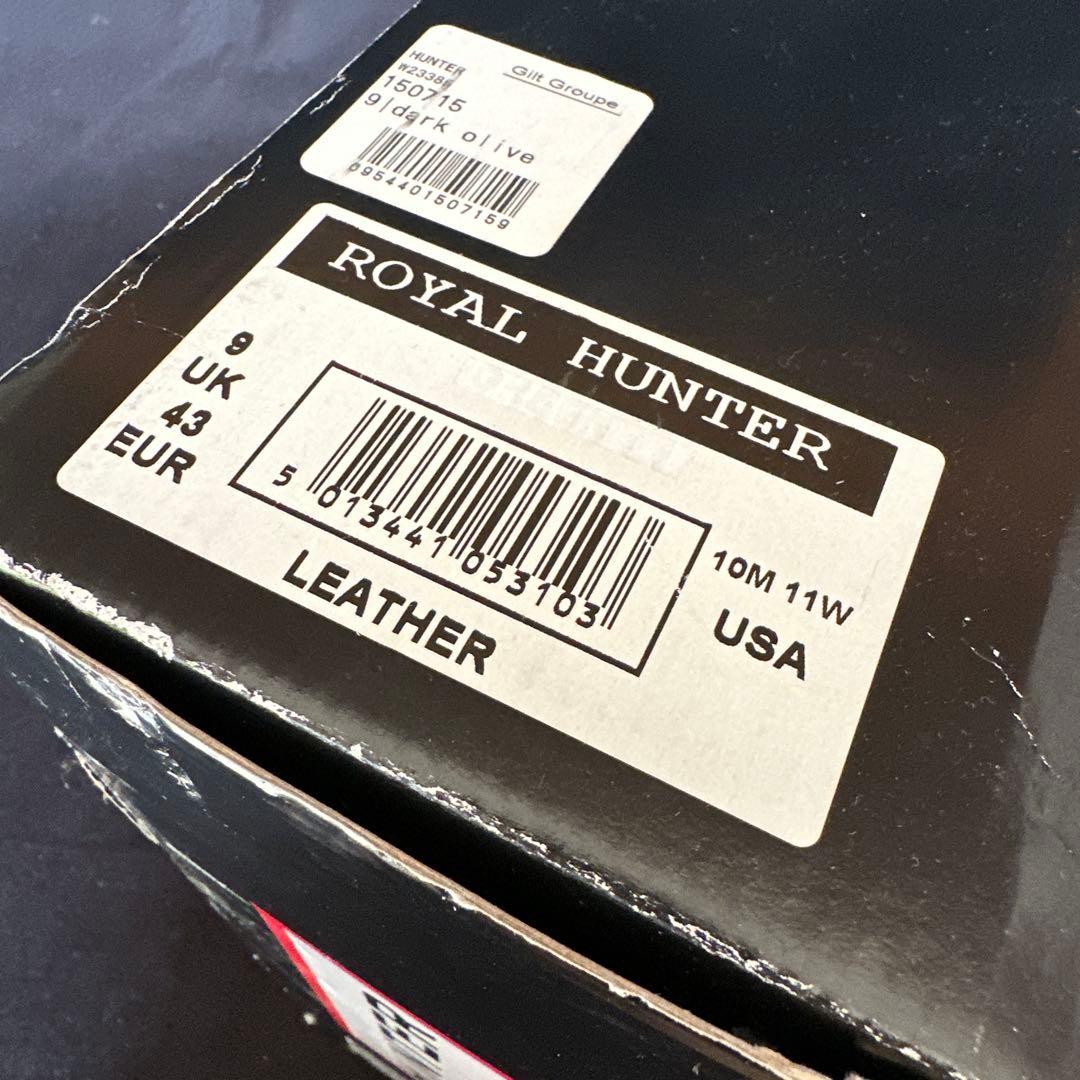 HUNTER
Gilt Groupe
150715
9|dark olive
0954401507159
ROYAL HUNTER
9
UK
43
EUR
5 013441 053103
10M 11W
USA
LEATHER